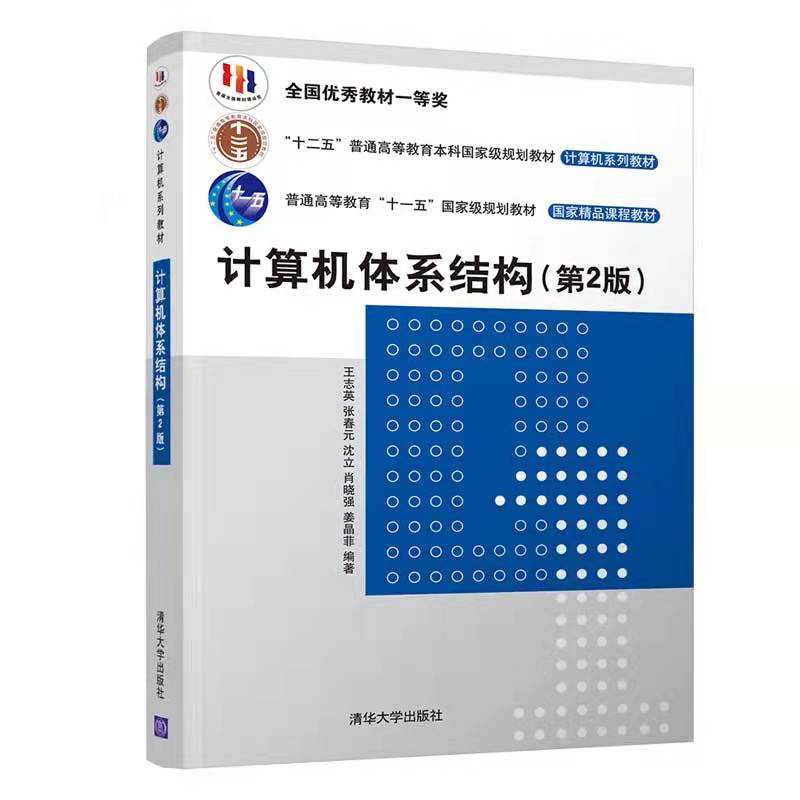 全国优秀教材一等奖
“十二五”普通高等教育本科国家级规划教材 计算机系列教材
十一五
普通高等教育“十一五”国家级规划教材 国家精品课程教材
计算机体系结构(第2版)
王志英 张春元 沈立 肖晓强 姜晶菲 编著
清华大学出版社
计算机系列教材
计算机体系结构(第2版)
清华大学出版社